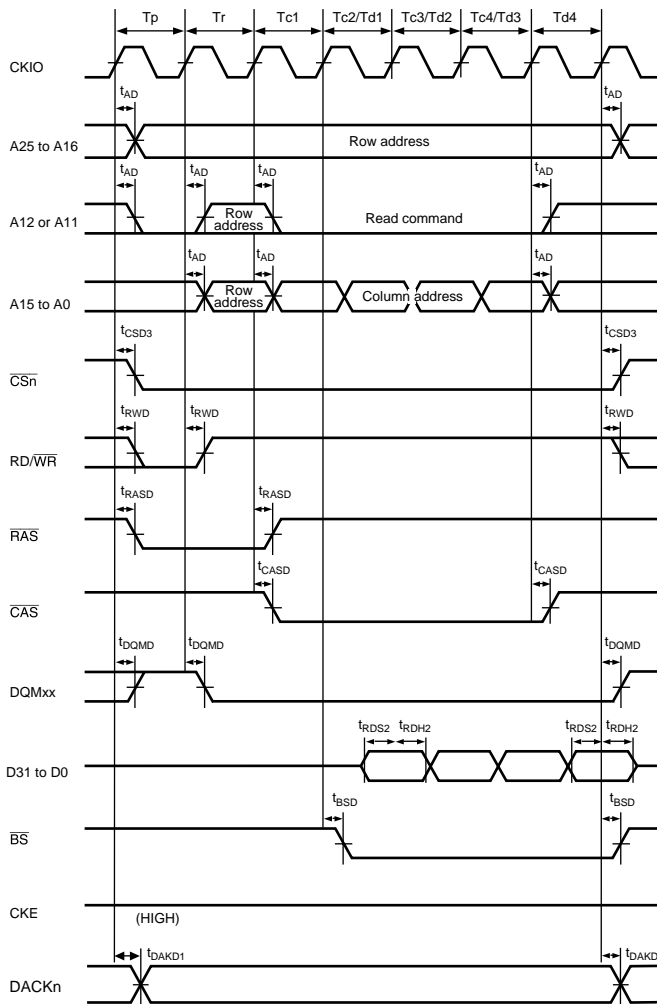 Tp Tr Tc1 Tc2/Td1 Tc3/Td2 Tc4/Td3 Td4
CKIO
tAD tAD
A25 to A16 Row address
tAD tAD tAD tAD
A12 or A11 Row address Read command
tAD tAD tAD
A15 to A0 Row address Column address
tCSD3 tCSD3
CSn
tRWD tRWD tRWD
RD/WR
tRASD tRASD
RAS
tCASD tCASD
CAS
tDQMD tDQMD tDQMD
DQMxx
tRDS2 tRDH2 tRDS2 tRDH2
D31 to D0
tBSD tBSD
BS
CKE
(HIGH)
tDAKD1 tDAKD
DACKn